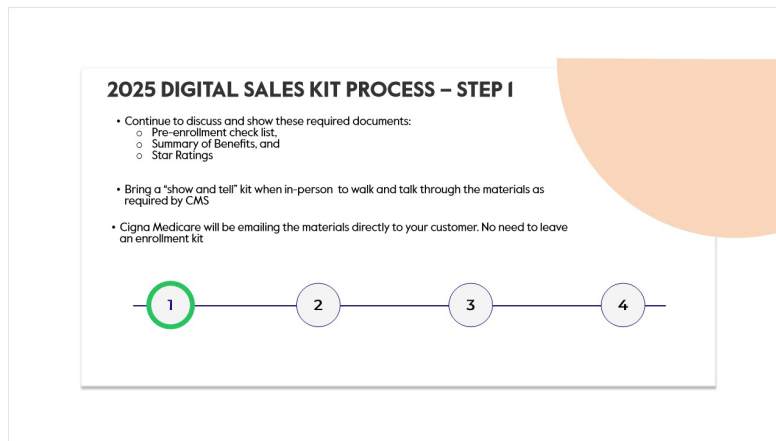 2025 DIGITAL SALES KIT PROCESS – STEP 1
• Continue to discuss and show these required documents:
o Pre-enrollment check list,
o Summary of Benefits, and
o Star Ratings
• Bring a “show and tell” kit when in-person to walk and talk through the materials as
required by CMS
• Cigna Medicare will be emailing the materials directly to your customer. No need to leave
an enrollment kit
1 2 3 4